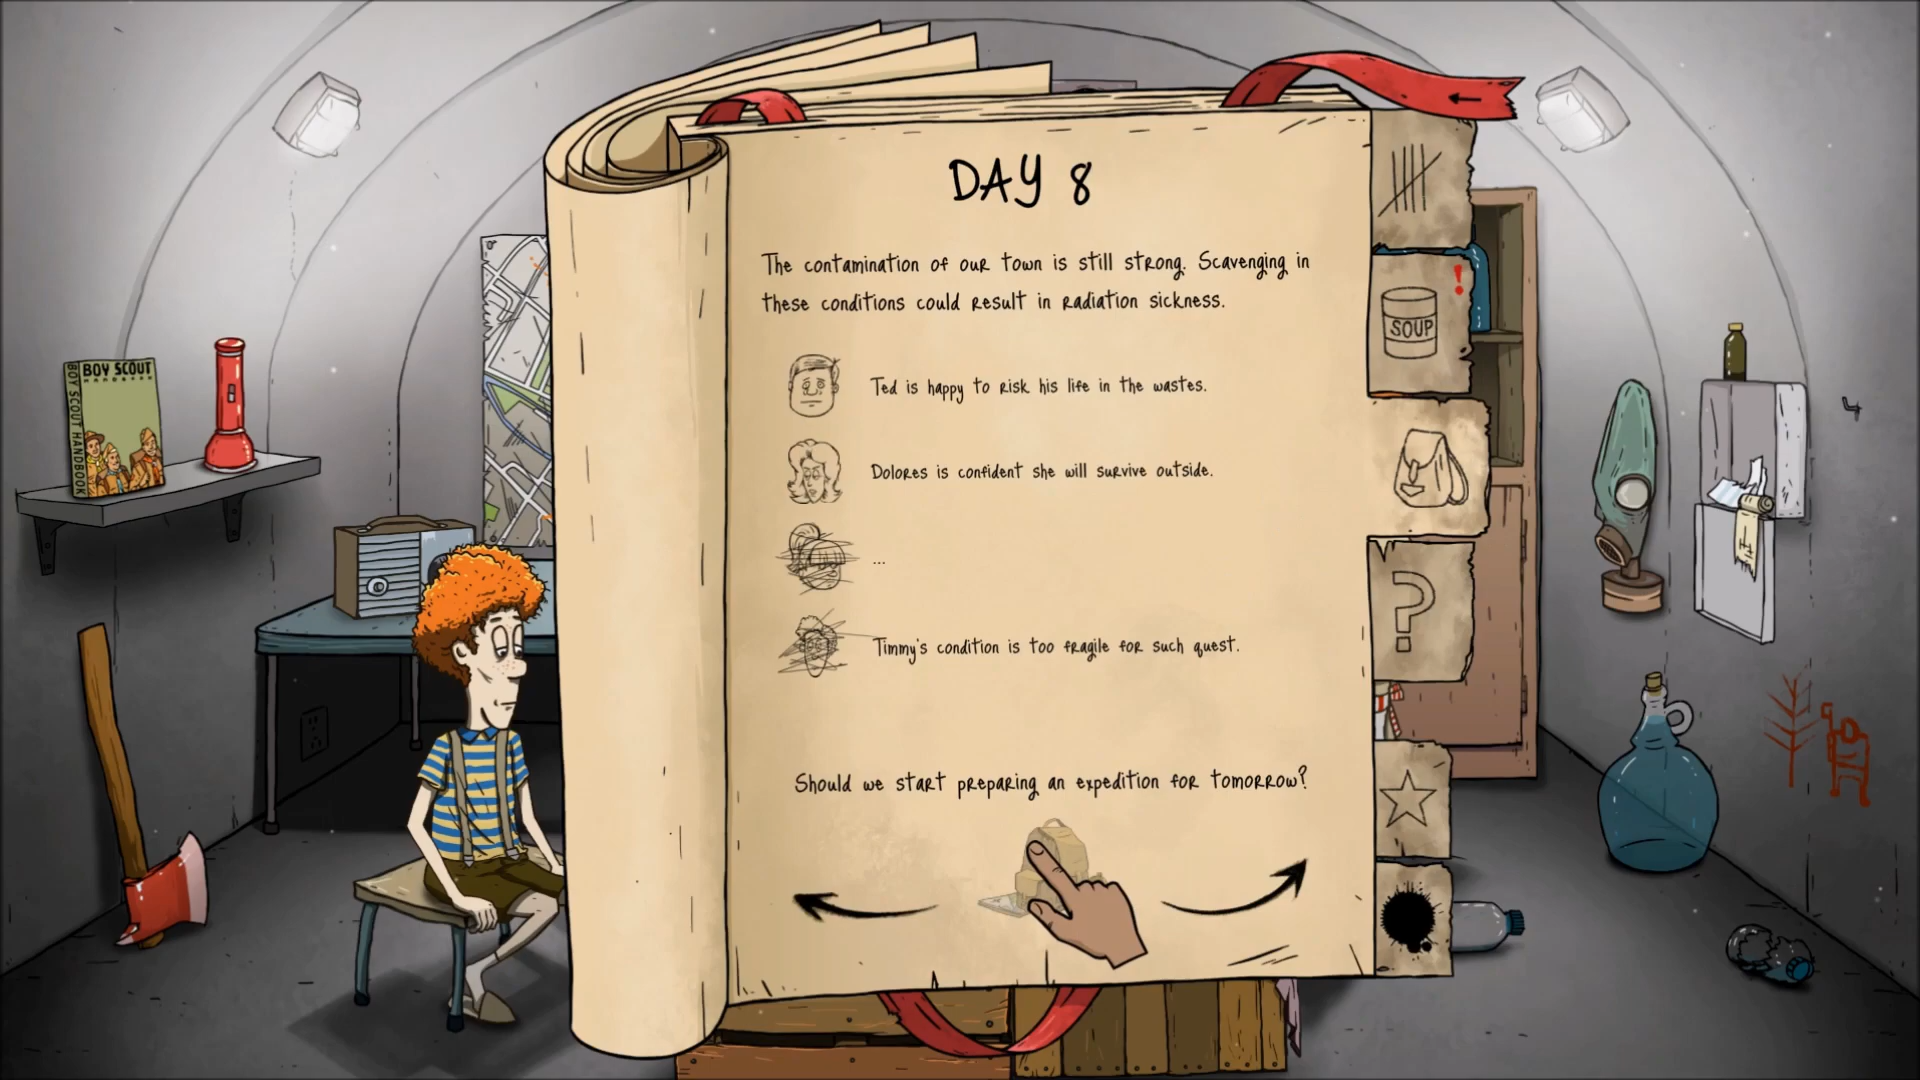 DAY 8
The contamination of our town is still strong. Scavenging in
these conditions could result in radiation sickness.
Ted is happy to risk his life in the wastes.
Dolores is confident she will survive outside.
...
Timmy's condition is too fragile for such quest.
Should we start preparing an expedition for tomorrow?
SOUP
!
?
BOY SCOUT
HANDBOOK
BOY SCOUT HANDBOOK